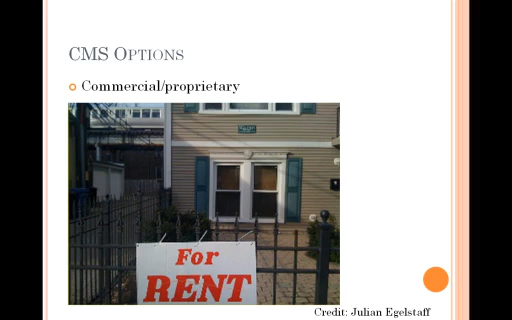 CMS OPTIONS
Commercial/proprietary
For
RENT
Credit: Julian Egelstaff